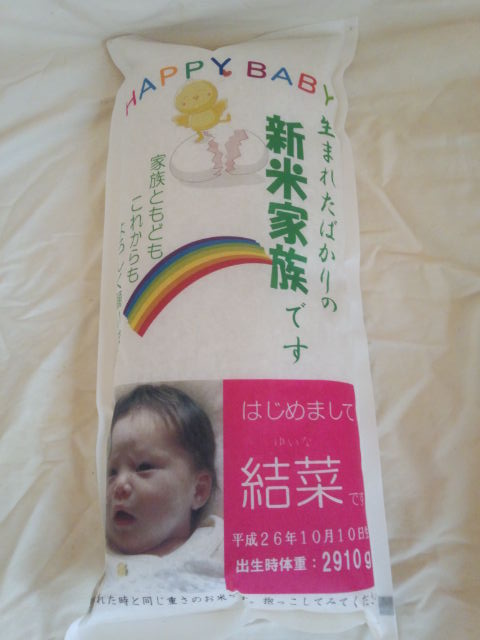 HAPPY BABY
生まれたばかりの
新米家族です
家族ともども
これからも
よろしく
はじめまして
ゆいな
結菜です
平成26年10月10日生
出生時体重：2910g
れた時と同じ重さのお米です。抱っこしてみてくだ